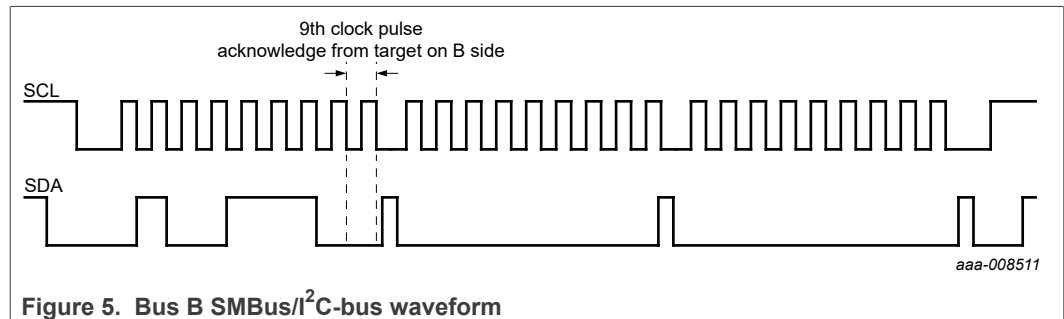 9th clock pulse
acknowledge from target on B side
SCL
SDA
aaa-008511
Figure 5. Bus B SMBus/I²C-bus waveform